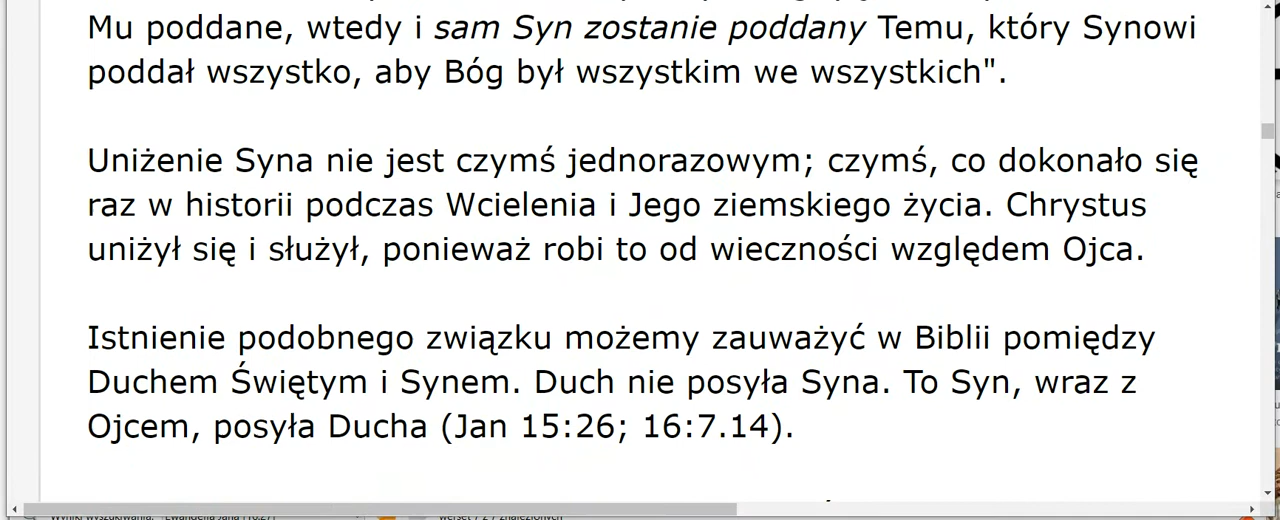 Mu poddane, wtedy i sam Syn zostanie poddany Temu, który Synowi
poddał wszystko, aby Bóg był wszystkim we wszystkich".
Uniżenie Syna nie jest czymś jednorazowym; czymś, co dokonało się
raz w historii podczas Wcielenia i Jego ziemskiego życia. Chrystus
uniżył się i służył, ponieważ robi to od wieczności względem Ojca.
Istnienie podobnego związku możemy zauważyć w Biblii pomiędzy
Duchem Świętym i Synem. Duch nie posyła Syna. To Syn, wraz z
Ojcem, posyła Ducha (Jan 15:26; 16:7.14).